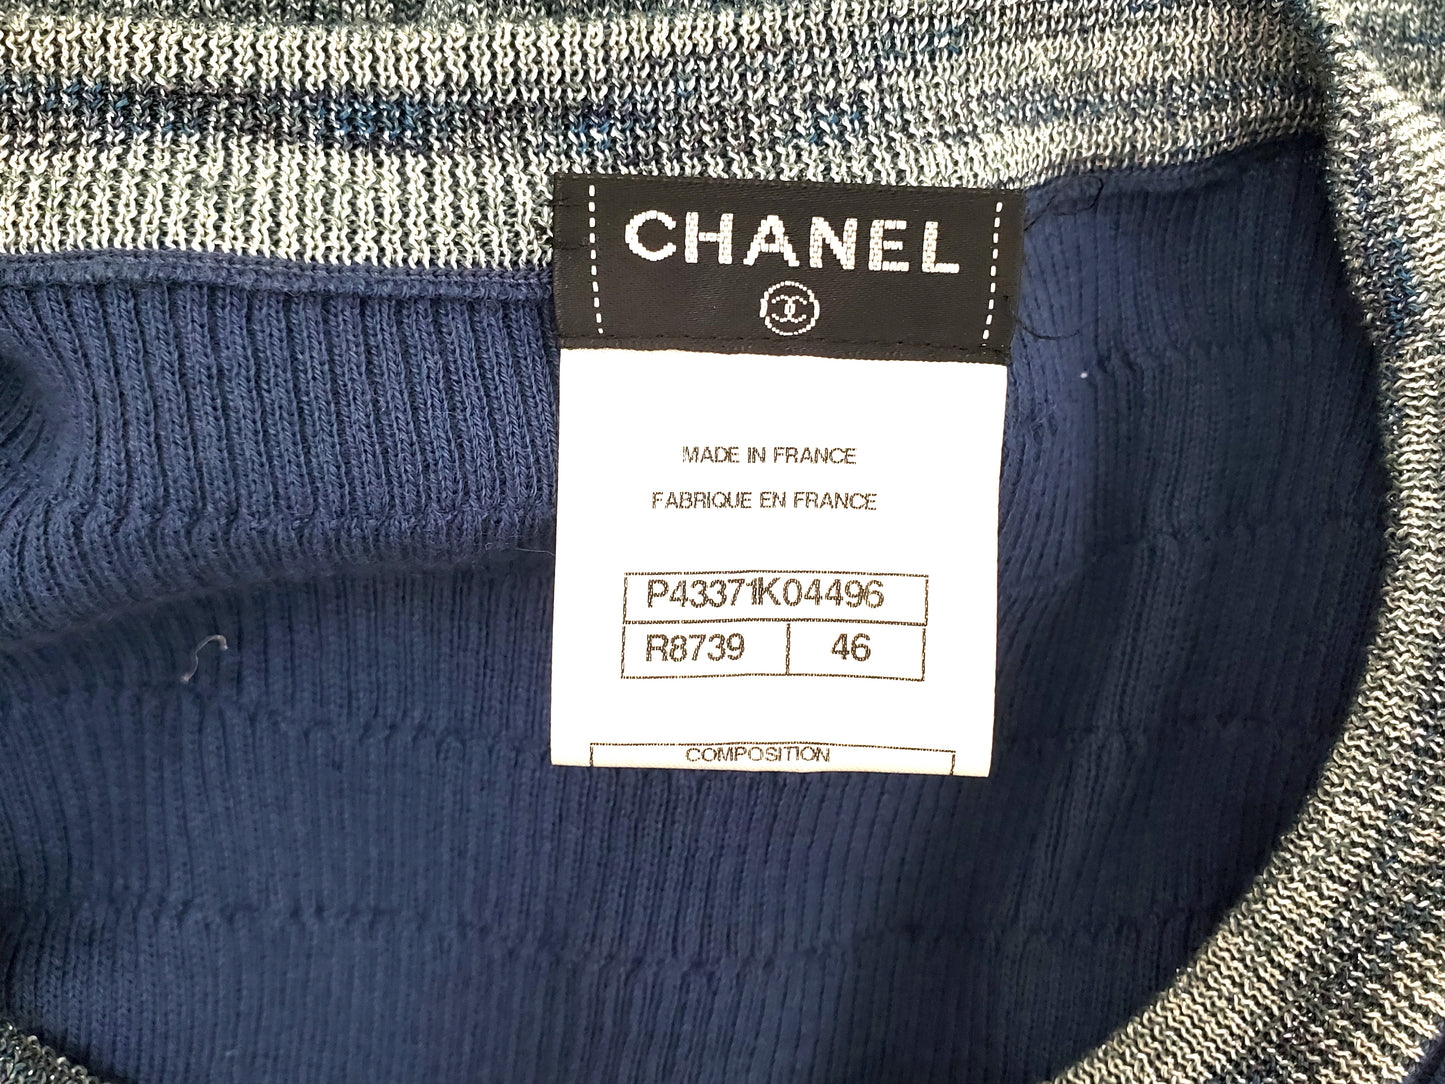 CHANEL
MADE IN FRANCE
FABRIQUE EN FRANCE
P43371K04496
R8739 46
COMPOSITION